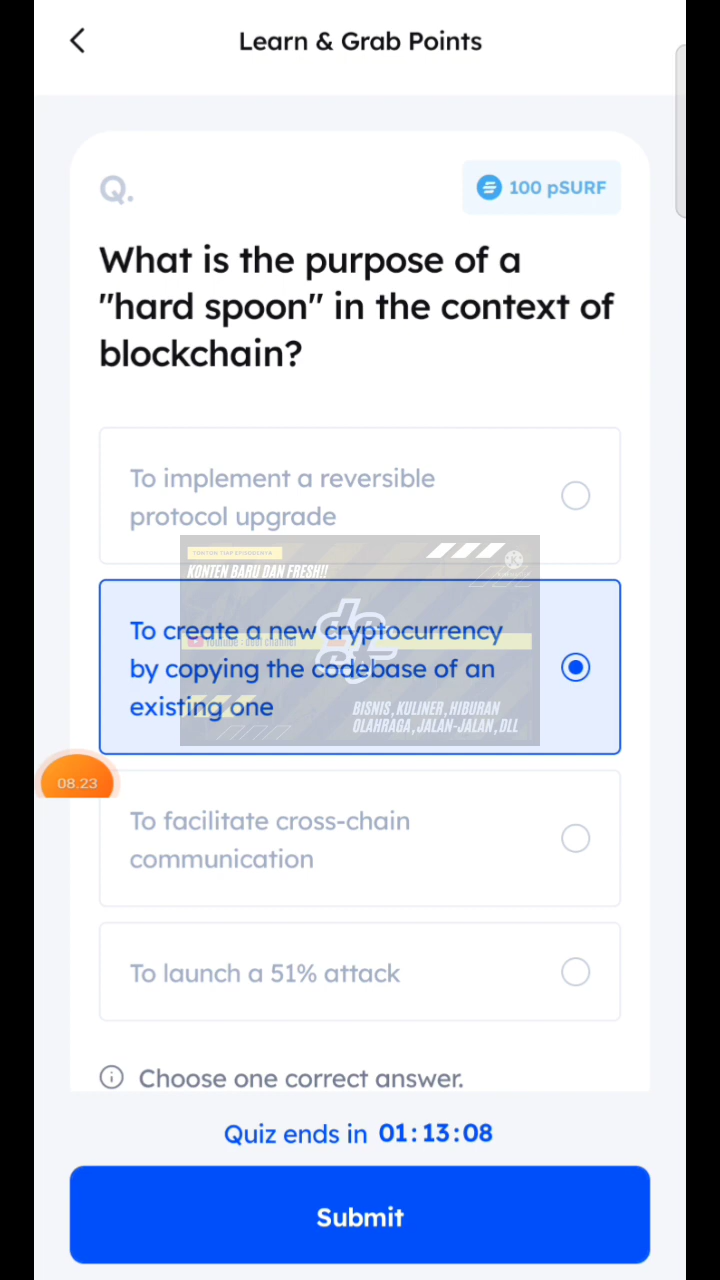 Learn & Grab Points
Q.
100 pSURF
What is the purpose of a
"hard spoon" in the context of
blockchain?
To implement a reversible
protocol upgrade
TONTON TIAP EPISODENYA
KONTEN BARU DAN FRESH!!
To create a new cryptocurrency
by copying the codebase of an
existing one
BISNIS, KULINER, HIBURAN
OLAHRAGA, JALAN-JALAN, DLL
08.23
To facilitate cross-chain
communication
To launch a 51% attack
Choose one correct answer.
Quiz ends in 01:13:08
Submit